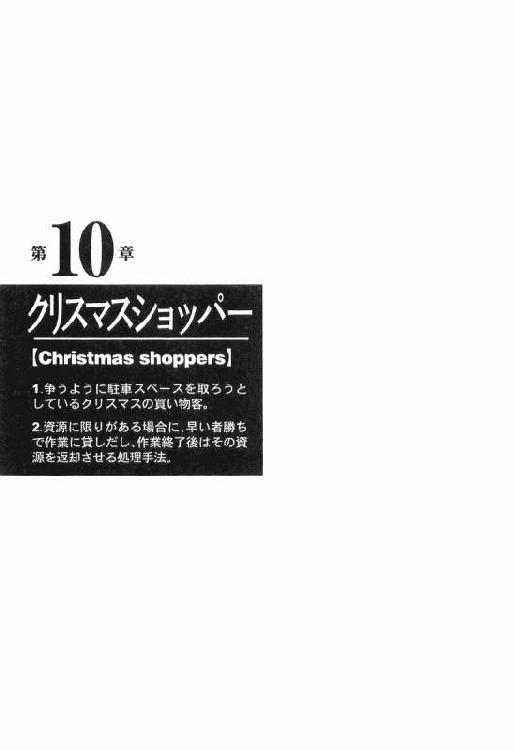 第10章
クリスマスショッパー
【Christmas shoppers】
1.争うように駐車スペースを取ろうと
しているクリスマスの買い物客。
2.資源に限りがある場合に、早い者勝ち
で作業に貸しだし、作業終了後はその資
源を返却させる処理手法。